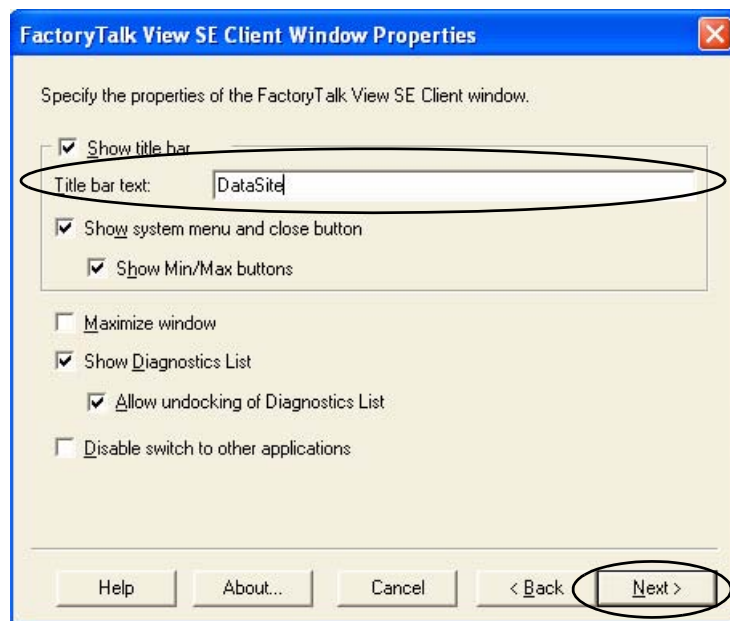 FactoryTalk View SE Client Window Properties
Specify the properties of the FactoryTalk View SE Client window.
Show title bar
Title bar text: DataSite
Show system menu and close button
Show Min/Max buttons
Maximize window
Show Diagnostics List
Allow undocking of Diagnostics List
Disable switch to other applications
Help About... Cancel < Back Next >